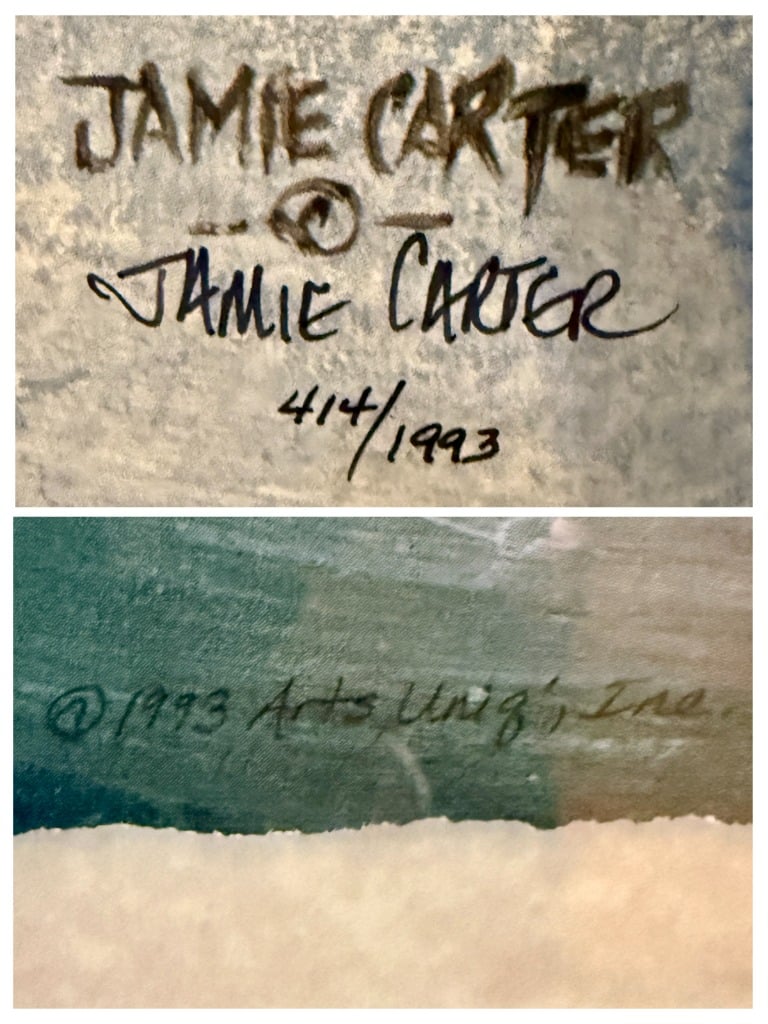 JAMIE CARTER
- © -
JAMIE CARTER
414/1993
© 1993 Arts Uniq', Inc.